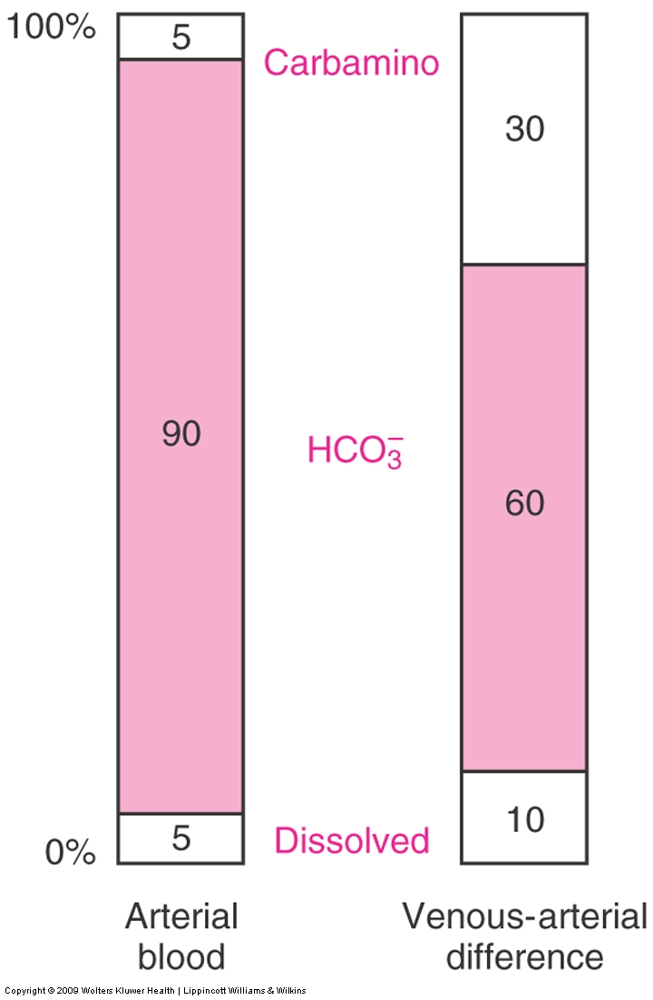 100%
5
Carbamino
30
90
HCO₃⁻
60
10
5
Dissolved
0%
Arterial
blood
Venous-arterial
difference
Copyright © 2009 Wolters Kluwer Health | Lippincott Williams & Wilkins